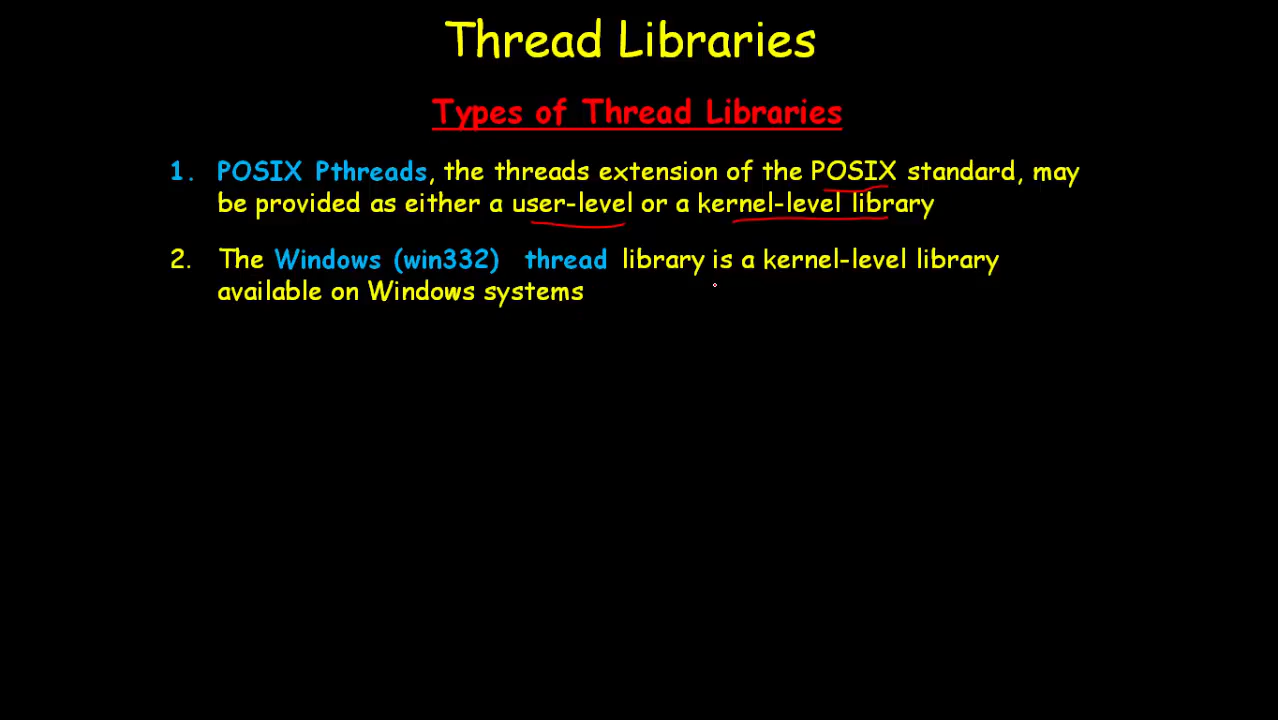 Thread Libraries
Types of Thread Libraries
1. POSIX Pthreads, the threads extension of the POSIX standard, may
be provided as either a user-level or a kernel-level library
2. The Windows (win332) thread library is a kernel-level library
available on Windows systems